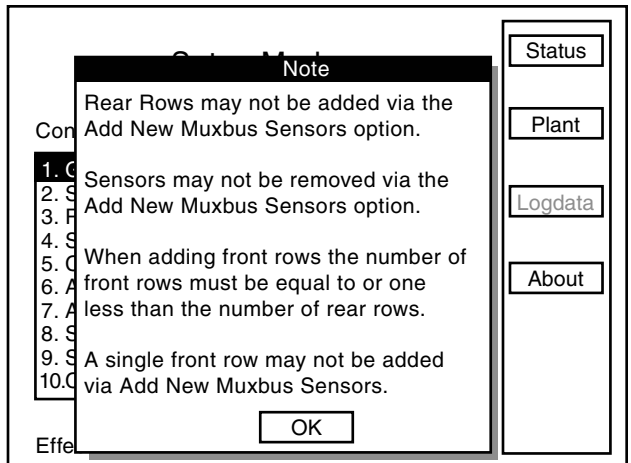 Note
Rear Rows may not be added via the
Add New Muxbus Sensors option.
Sensors may not be removed via the
Add New Muxbus Sensors option.
When adding front rows the number of
front rows must be equal to or one
less than the number of rear rows.
A single front row may not be added
via Add New Muxbus Sensors.
OK
1.
2.
3.
4.
5.
6.
7.
8.
9.
10.
Status
Plant
Logdata
About